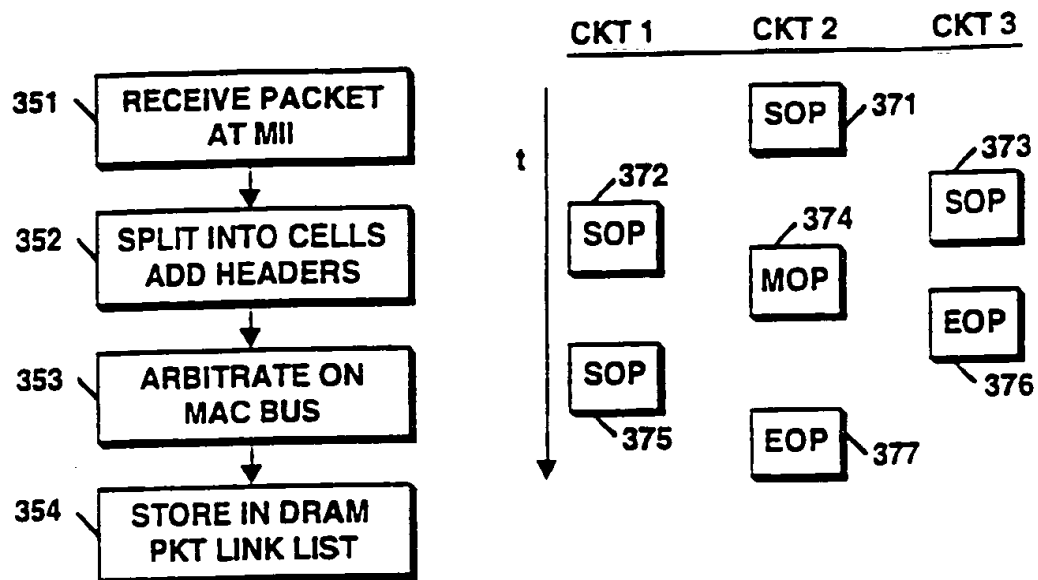 351
RECEIVE PACKET
AT MII
352
SPLIT INTO CELLS
ADD HEADERS
353
ARBITRATE ON
MAC BUS
354
STORE IN DRAM
PKT LINK LIST
CKT 1
CKT 2
CKT 3
t
SOP
371
372
SOP
373
SOP
374
MOP
SOP
375
EOP
376
EOP
377